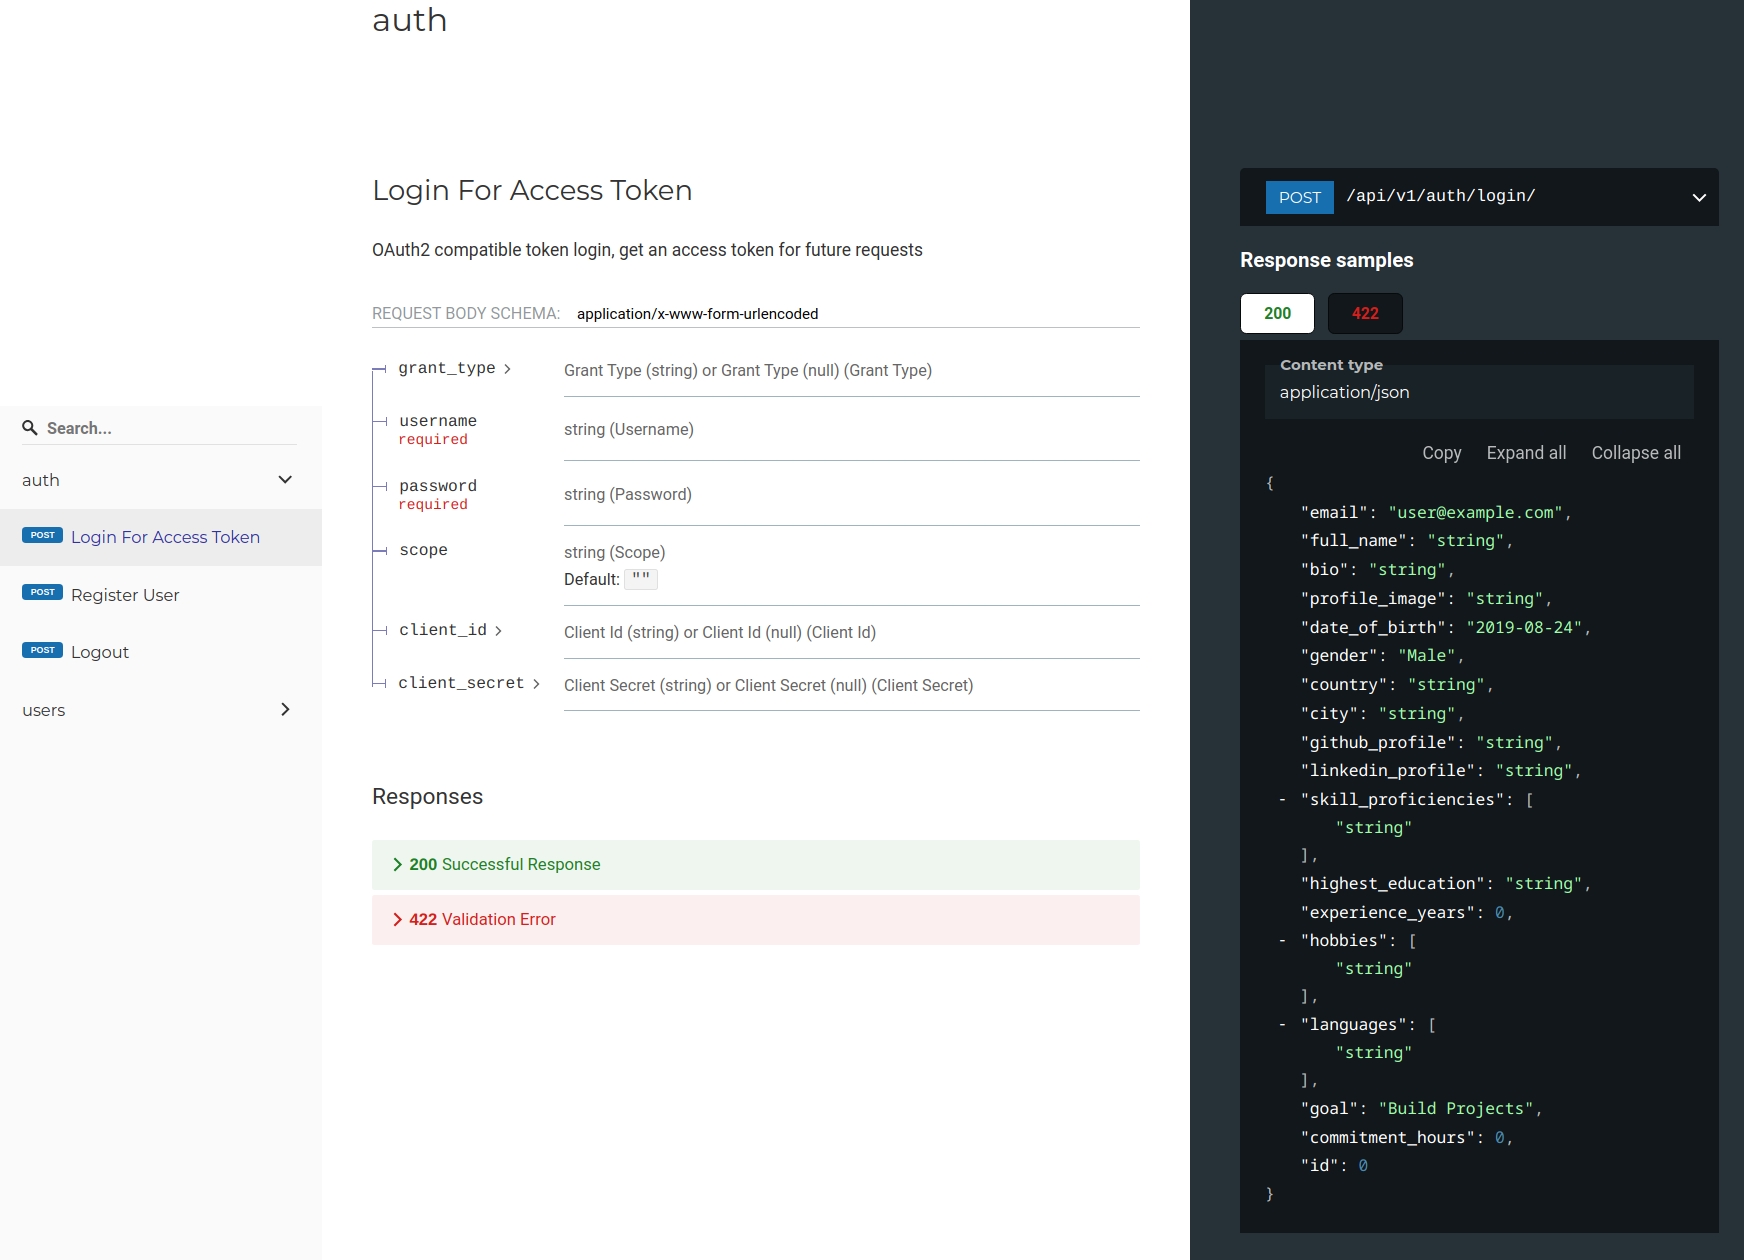 Search...
auth
POST Login For Access Token
POST Register User
POST Logout
users
auth
Login For Access Token
OAuth2 compatible token login, get an access token for future requests
REQUEST BODY SCHEMA: application/x-www-form-urlencoded
grant_type Grant Type (string) or Grant Type (null) (Grant Type)
username
required
string (Username)
password
required
string (Password)
scope string (Scope)
Default: ""
client_id Client Id (string) or Client Id (null) (Client Id)
client_secret Client Secret (string) or Client Secret (null) (Client Secret)
Responses
200 Successful Response
422 Validation Error
POST /api/v1/auth/login/
Response samples
200 422
Content type
application/json
Copy Expand all Collapse all
{
"email": "user@example.com",
"full_name": "string",
"bio": "string",
"profile_image": "string",
"date_of_birth": "2019-08-24",
"gender": "Male",
"country": "string",
"city": "string",
"github_profile": "string",
"linkedin_profile": "string",
- "skill_proficiencies": [
"string"
],
"highest_education": "string",
"experience_years": 0,
- "hobbies": [
"string"
],
- "languages": [
"string"
],
"goal": "Build Projects",
"commitment_hours": 0,
"id": 0
}